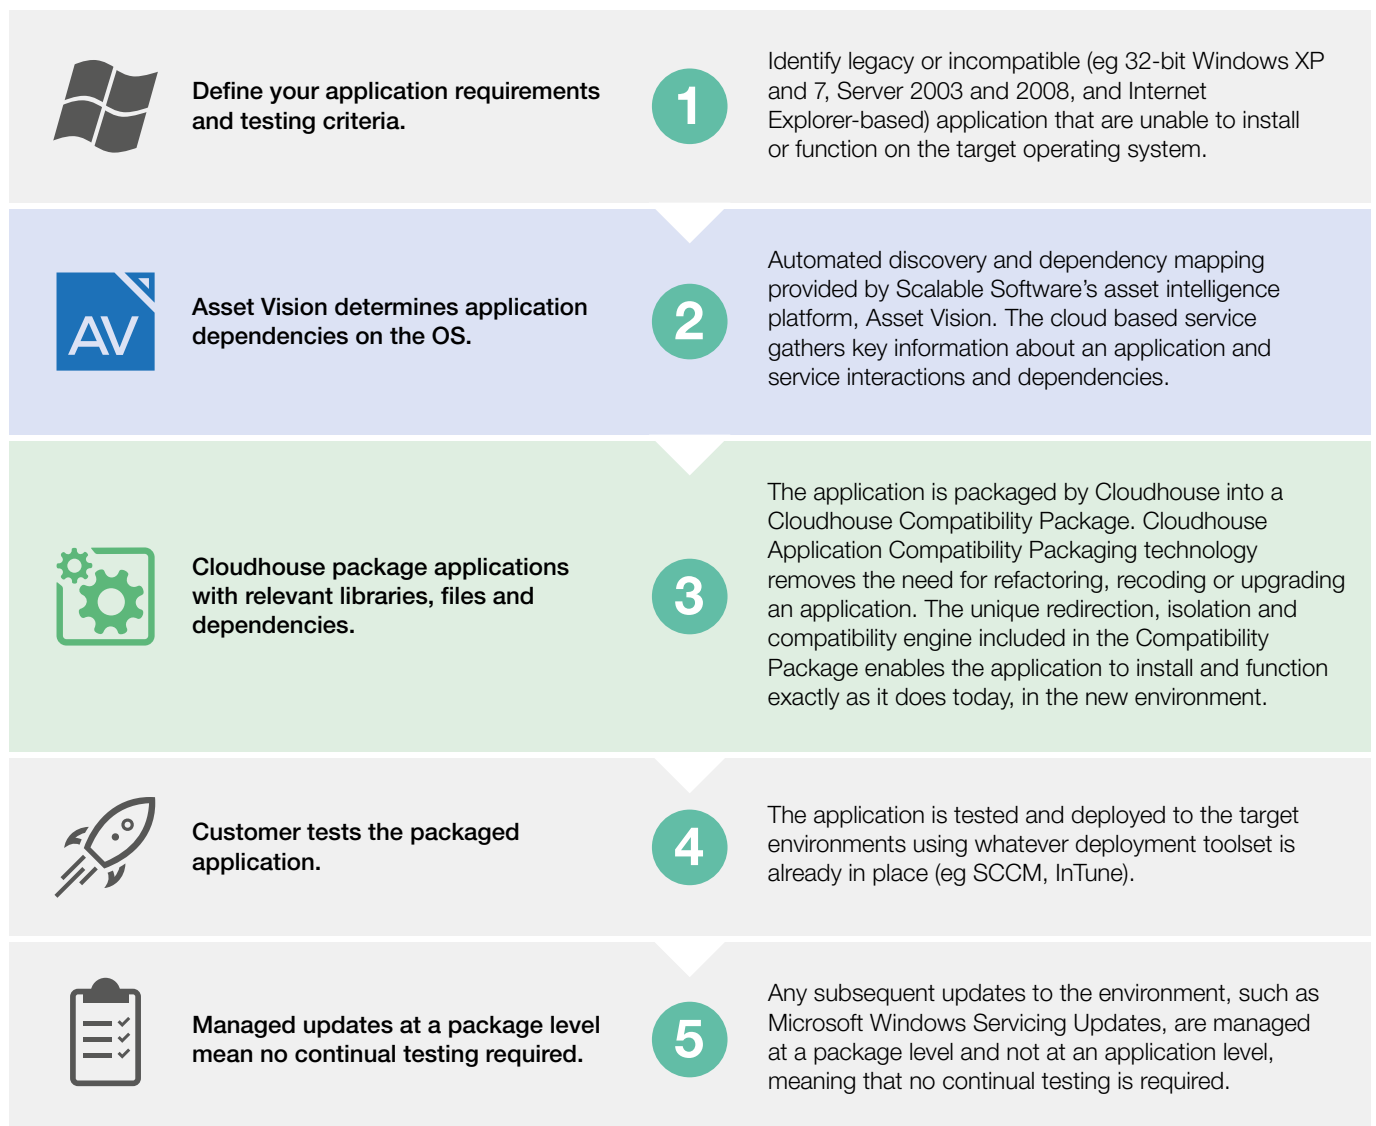 Define your application requirements
and testing criteria.
1
Identify legacy or incompatible (eg 32-bit Windows XP
and 7, Server 2003 and 2008, and Internet
Explorer-based) application that are unable to install
or function on the target operating system.
AV
Asset Vision determines application
dependencies on the OS.
2
Automated discovery and dependency mapping
provided by Scalable Software’s asset intelligence
platform, Asset Vision. The cloud based service
gathers key information about an application and
service interactions and dependencies.
Cloudhouse package applications
with relevant libraries, files and
dependencies.
3
The application is packaged by Cloudhouse into a
Cloudhouse Compatibility Package. Cloudhouse
Application Compatibility Packaging technology
removes the need for refactoring, recoding or upgrading
an application. The unique redirection, isolation and
compatibility engine included in the Compatibility
Package enables the application to install and function
exactly as it does today, in the new environment.
Customer tests the packaged
application.
4
The application is tested and deployed to the target
environments using whatever deployment toolset is
already in place (eg SCCM, InTune).
Managed updates at a package level
mean no continual testing required.
5
Any subsequent updates to the environment, such as
Microsoft Windows Servicing Updates, are managed
at a package level and not at an application level,
meaning that no continual testing is required.